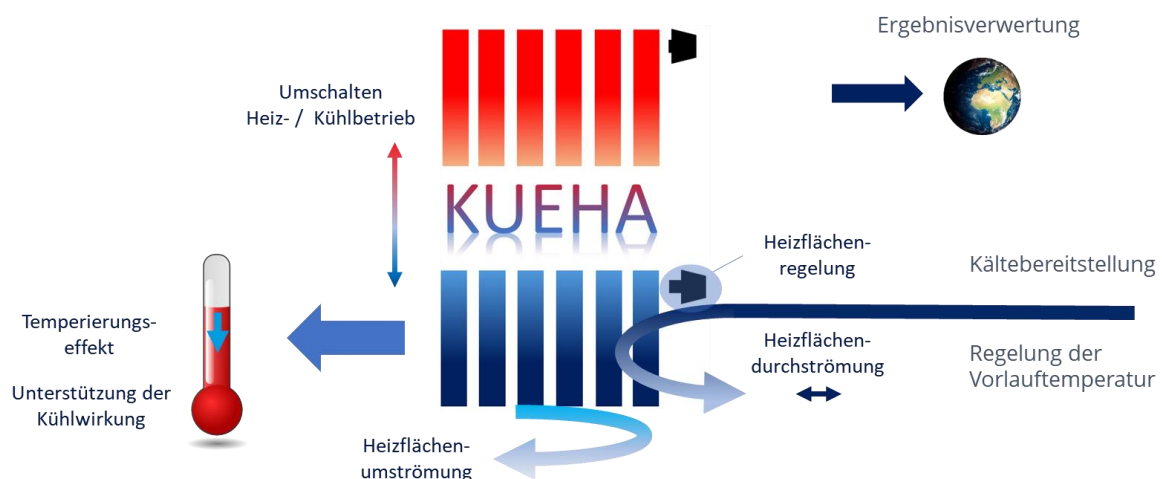 Ergebnisverwertung
Umschalten
Heiz- / Kühlbetrieb
KUEHA
Heizflächen-
regelung
Kältebereitstellung
Temperierungs-
effekt
Unterstützung der
Kühlwirkung
Heizflächen-
durchströmung
Regelung der
Vorlauftemperatur
Heizflächen-
umströmung